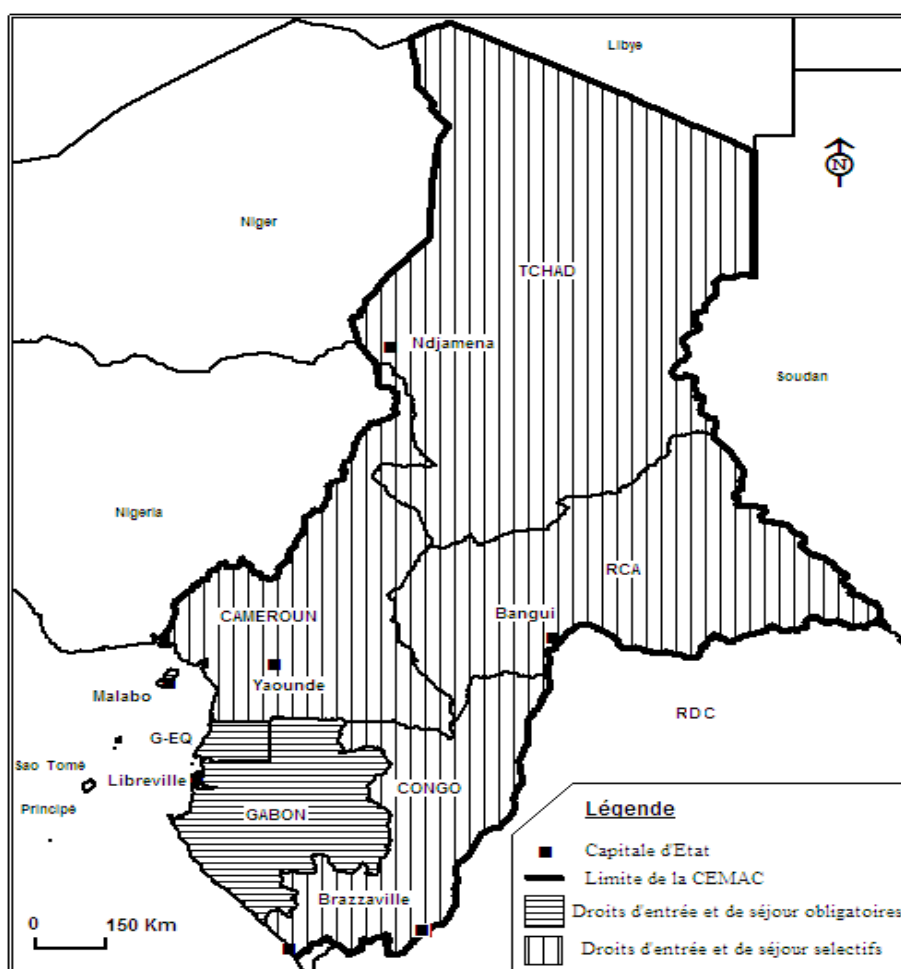 Libye
N
Niger
TCHAD
Ndjamena
Soudan
Nigeria
RCA
Bangui
CAMEROUN
Yaounde
Malabo
RDC
G-EQ
Sao Tomé
Libreville
CONGO
Principé
GABON
Brazzaville
0 150 Km
Légende
Capitale d'Etat
Limite de la CEMAC
Droits d'entrée et de séjour obligatoires
Droits d'entrée et de séjour selectifs